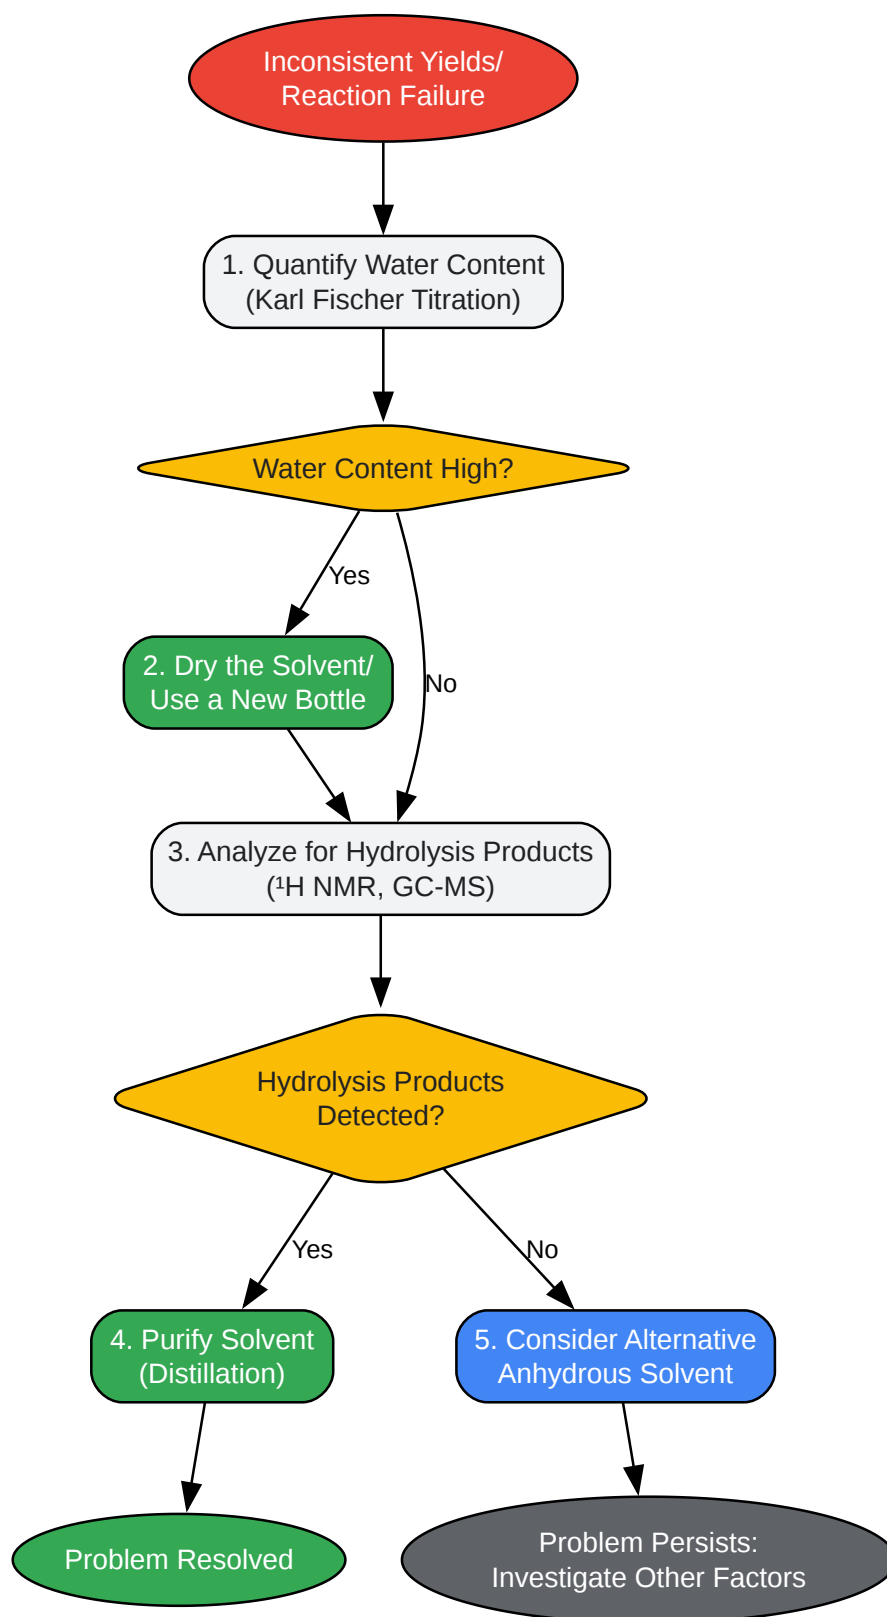 Inconsistent Yields/
Reaction Failure
1. Quantify Water Content
(Karl Fischer Titration)
Water Content High?
Yes
2. Dry the Solvent/
Use a New Bottle
No
3. Analyze for Hydrolysis Products
(¹H NMR, GC-MS)
Hydrolysis Products
Detected?
Yes
No
4. Purify Solvent
(Distillation)
5. Consider Alternative
Anhydrous Solvent
Problem Resolved
Problem Persists:
Investigate Other Factors